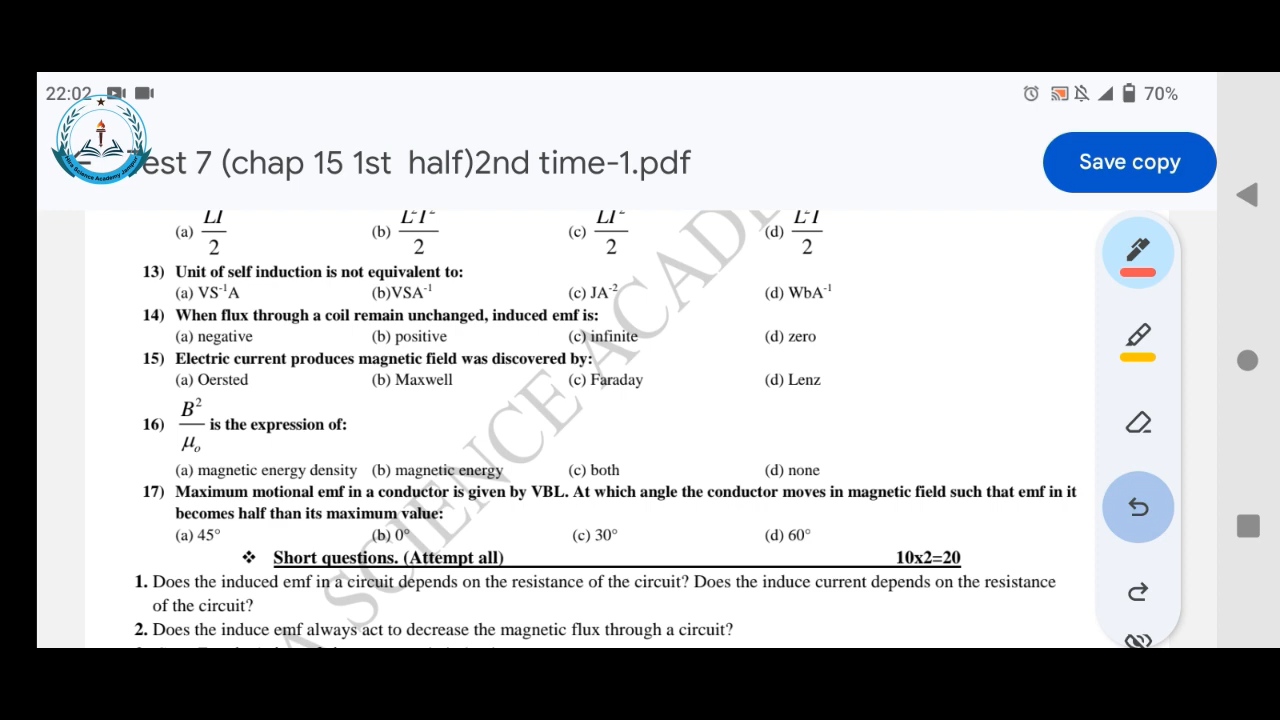 22:02
70%
Test 7 (chap 15 1st half)2nd time-1.pdf
Save copy
(a) LI/2 (b) L²I²/2 (c) LI²/2 (d) L²I/2
13) Unit of self induction is not equivalent to:
(a) VS⁻¹A (b)VSA⁻¹ (c) JA⁻² (d) WbA⁻¹
14) When flux through a coil remain unchanged, induced emf is:
(a) negative (b) positive (c) infinite (d) zero
15) Electric current produces magnetic field was discovered by:
(a) Oersted (b) Maxwell (c) Faraday (d) Lenz
16) B²/μₒ is the expression of:
(a) magnetic energy density (b) magnetic energy (c) both (d) none
17) Maximum motional emf in a conductor is given by VBL. At which angle the conductor moves in magnetic field such that emf in it
becomes half than its maximum value:
(a) 45° (b) 0° (c) 30° (d) 60°
❖ Short questions. (Attempt all) 10x2=20
1. Does the induced emf in a circuit depends on the resistance of the circuit? Does the induce current depends on the resistance
of the circuit?
2. Does the induce emf always act to decrease the magnetic flux through a circuit?
A SCIENCE ACADE